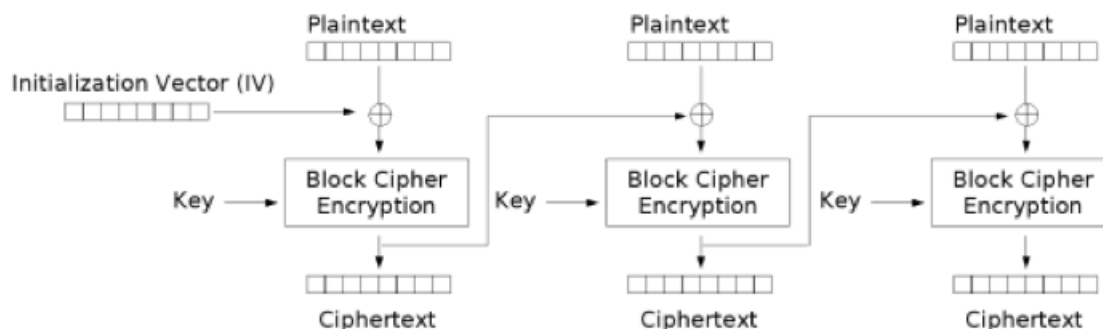 Plaintext
Plaintext
Plaintext
Initialization Vector (IV)
Key
Block Cipher
Encryption
Key
Block Cipher
Encryption
Key
Block Cipher
Encryption
Ciphertext
Ciphertext
Ciphertext